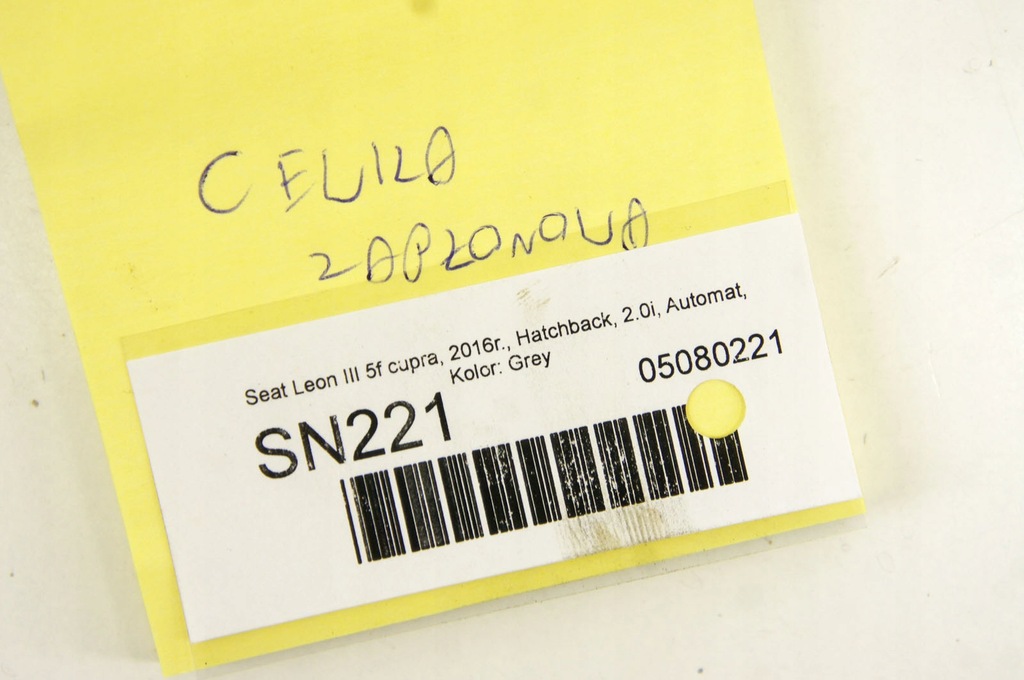 CEWKA
ZAPŁONOWA
Seat Leon III 5f cupra, 2016r., Hatchback, 2.0i, Automat,
Kolor: Grey
05080221
SN221